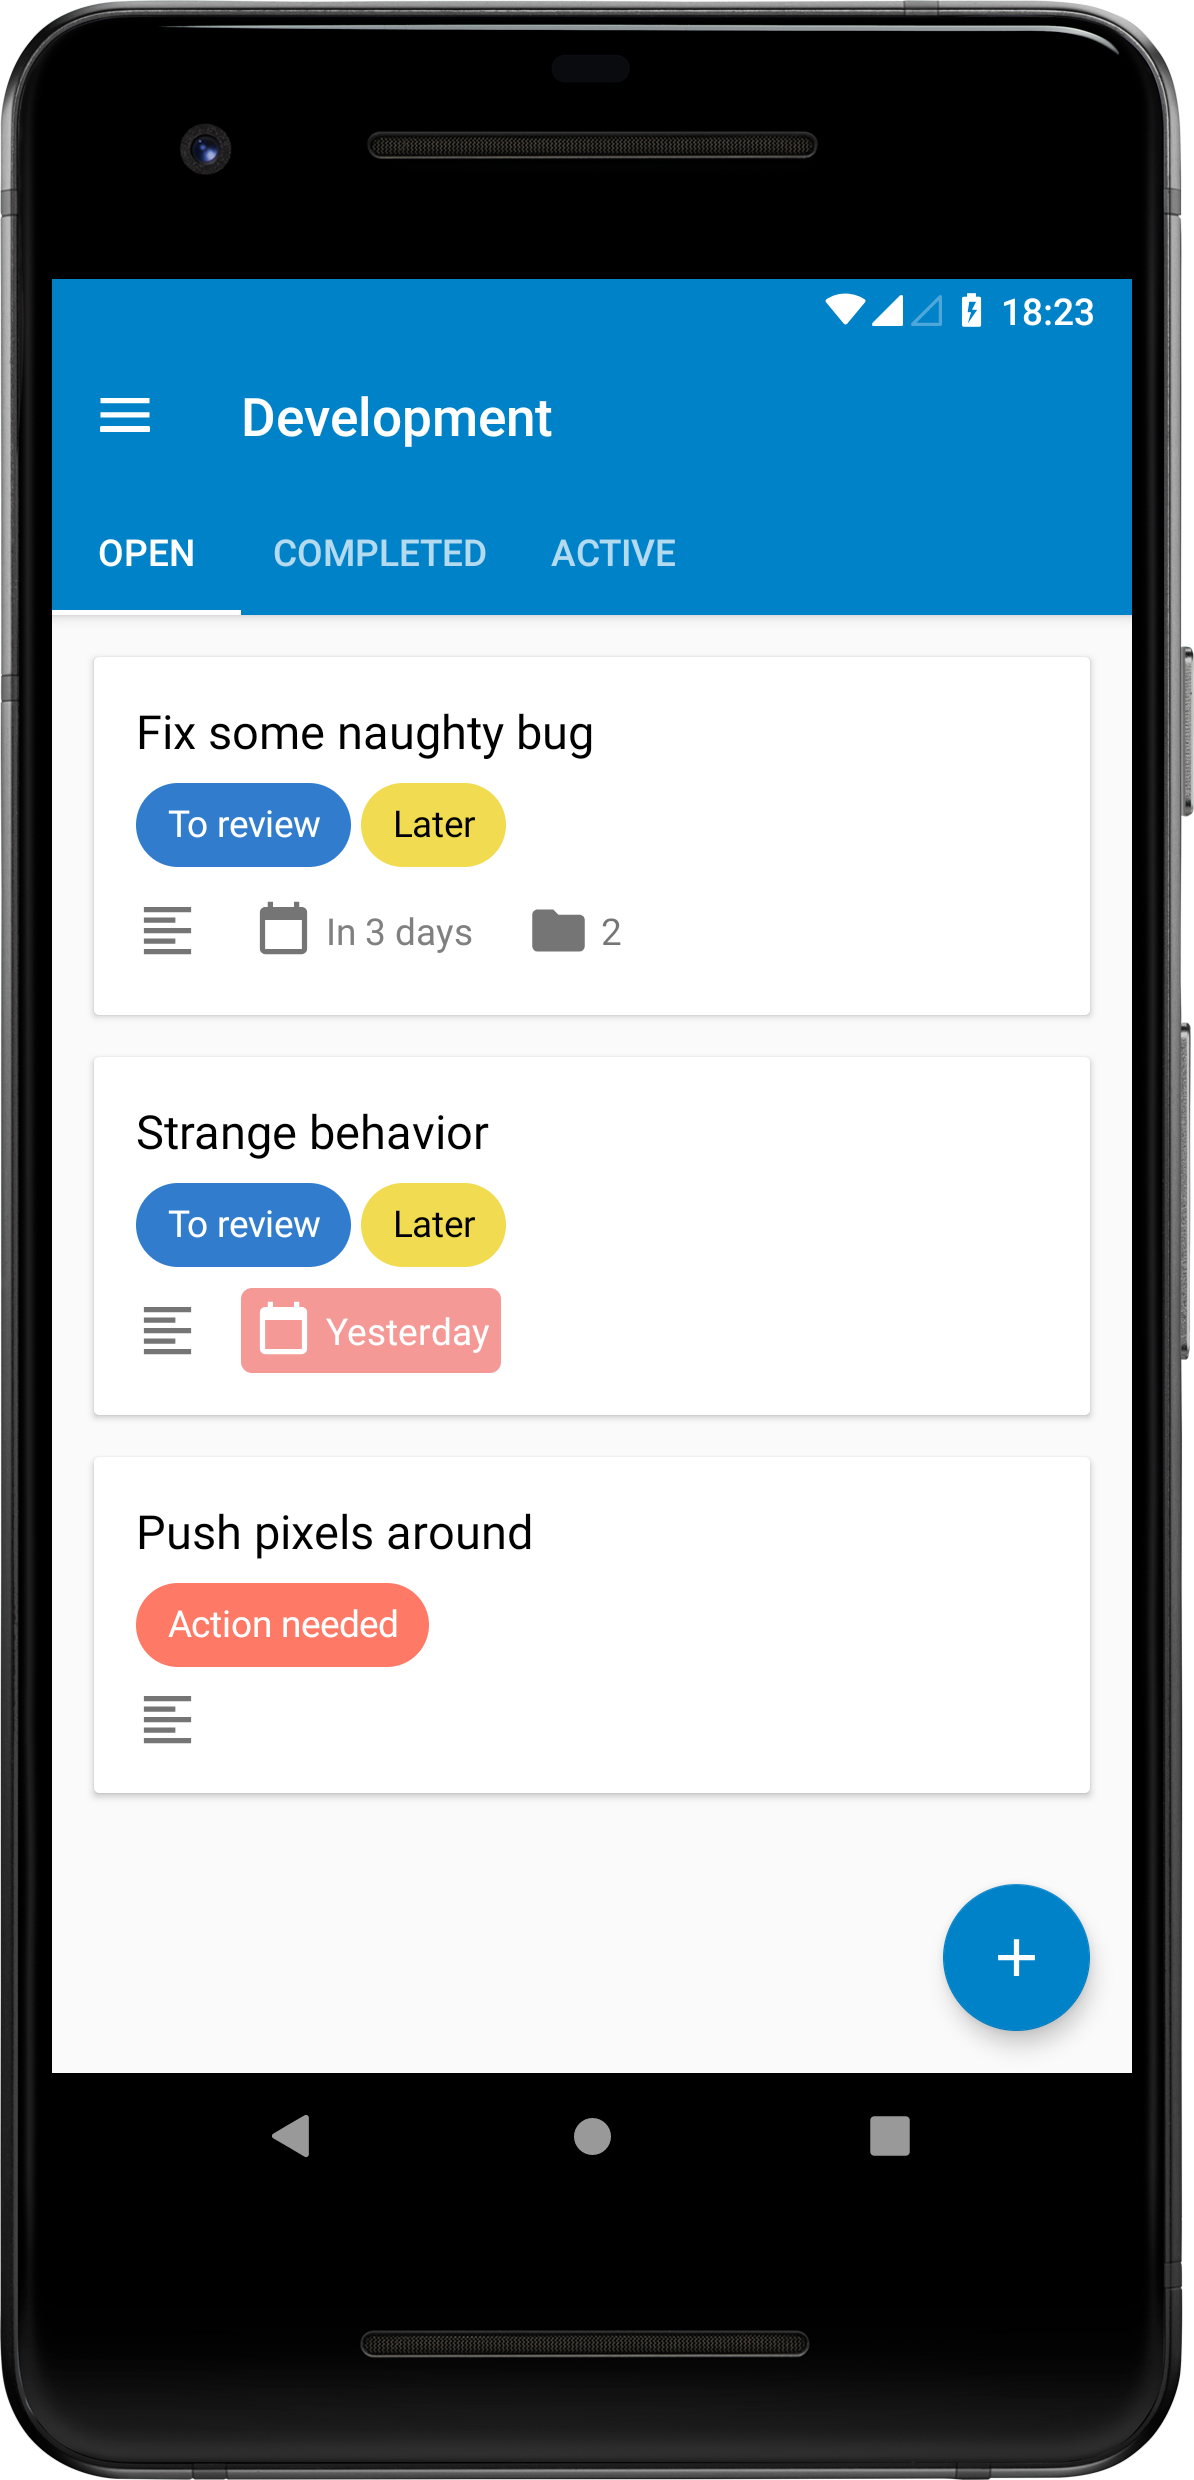 18:23
Development
OPEN COMPLETED ACTIVE
Fix some naughty bug
To review Later
In 3 days 2
Strange behavior
To review Later
Yesterday
Push pixels around
Action needed